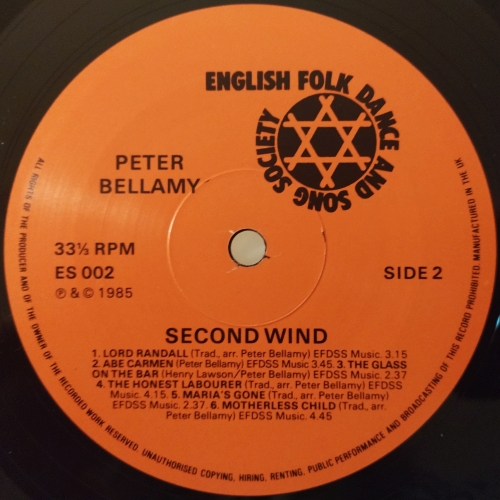 ENGLISH FOLK DANCE AND SONG SOCIETY
PETER
BELLAMY
33⅓ RPM
ES 002
℗ & © 1985
SIDE 2
SECOND WIND
1. LORD RANDALL (Trad., arr. Peter Bellamy) EFDSS Music. 3.15
2. ABE CARMEN (Peter Bellamy) EFDSS Music 3.45. 3. THE GLASS
ON THE BAR (Henry Lawson/Peter Bellamy) EFDSS Music. 2.37
4. THE HONEST LABOURER (Trad., arr. Peter Bellamy) EFDSS
Music. 4.15. 5. MARIA'S GONE (Trad., arr. Peter Bellamy)
EFDSS Music. 2.37. 6. MOTHERLESS CHILD (Trad., arr.
Peter Bellamy) EFDSS Music. 4.45
ALL RIGHTS OF THE PRODUCER AND OF THE OWNER OF THE RECORDED WORK RESERVED. UNAUTHORISED COPYING, HIRING, RENTING, PUBLIC PERFORMANCE AND BROADCASTING OF THIS RECORD PROHIBITED. MANUFACTURED IN THE UK.